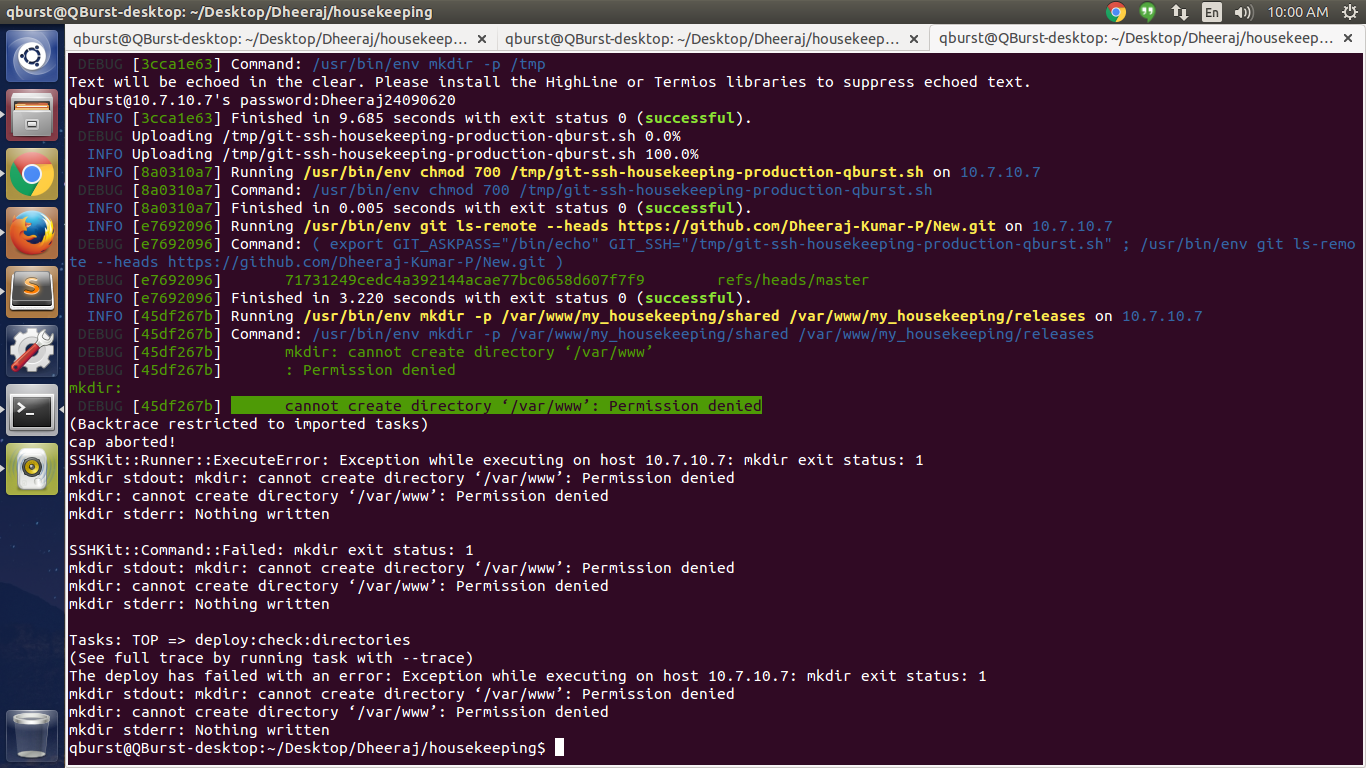 qburst@QBurst-desktop: ~/Desktop/Dheeraj/housekeeping
En
10:00 AM
qburst@QBurst-desktop: ~/Desktop/Dheeraj/housekeep... ×
qburst@QBurst-desktop: ~/Desktop/Dheeraj/housekeep... ×
qburst@QBurst-desktop: ~/Desktop/Dheeraj/housekeep... ×
DEBUG [3cca1e63] Command: /usr/bin/env mkdir -p /tmp
Text will be echoed in the clear. Please install the HighLine or Termios libraries to suppress echoed text.
qburst@10.7.10.7's password:Dheeraj24090620
INFO [3cca1e63] Finished in 9.685 seconds with exit status 0 (successful).
DEBUG Uploading /tmp/git-ssh-housekeeping-production-qburst.sh 0.0%
INFO Uploading /tmp/git-ssh-housekeeping-production-qburst.sh 100.0%
INFO [8a0310a7] Running /usr/bin/env chmod 700 /tmp/git-ssh-housekeeping-production-qburst.sh on 10.7.10.7
DEBUG [8a0310a7] Command: /usr/bin/env chmod 700 /tmp/git-ssh-housekeeping-production-qburst.sh
INFO [8a0310a7] Finished in 0.005 seconds with exit status 0 (successful).
INFO [e7692096] Running /usr/bin/env git ls-remote --heads https://github.com/Dheeraj-Kumar-P/New.git on 10.7.10.7
DEBUG [e7692096] Command: ( export GIT_ASKPASS="/bin/echo" GIT_SSH="/tmp/git-ssh-housekeeping-production-qburst.sh" ; /usr/bin/env git ls-remo
te --heads https://github.com/Dheeraj-Kumar-P/New.git )
DEBUG [e7692096] 71731249cedc4a392144acae77bc0658d607f7f9 refs/heads/master
INFO [e7692096] Finished in 3.220 seconds with exit status 0 (successful).
INFO [45df267b] Running /usr/bin/env mkdir -p /var/www/my_housekeeping/shared /var/www/my_housekeeping/releases on 10.7.10.7
DEBUG [45df267b] Command: /usr/bin/env mkdir -p /var/www/my_housekeeping/shared /var/www/my_housekeeping/releases
DEBUG [45df267b] mkdir: cannot create directory ‘/var/www’
DEBUG [45df267b] : Permission denied
mkdir:
DEBUG [45df267b] cannot create directory ‘/var/www’: Permission denied
(Backtrace restricted to imported tasks)
cap aborted!
SSHKit::Runner::ExecuteError: Exception while executing on host 10.7.10.7: mkdir exit status: 1
mkdir stdout: mkdir: cannot create directory ‘/var/www’: Permission denied
mkdir: cannot create directory ‘/var/www’: Permission denied
mkdir stderr: Nothing written
SSHKit::Command::Failed: mkdir exit status: 1
mkdir stdout: mkdir: cannot create directory ‘/var/www’: Permission denied
mkdir: cannot create directory ‘/var/www’: Permission denied
mkdir stderr: Nothing written
Tasks: TOP => deploy:check:directories
(See full trace by running task with --trace)
The deploy has failed with an error: Exception while executing on host 10.7.10.7: mkdir exit status: 1
mkdir stdout: mkdir: cannot create directory ‘/var/www’: Permission denied
mkdir: cannot create directory ‘/var/www’: Permission denied
mkdir stderr: Nothing written
qburst@QBurst-desktop:~/Desktop/Dheeraj/housekeeping$